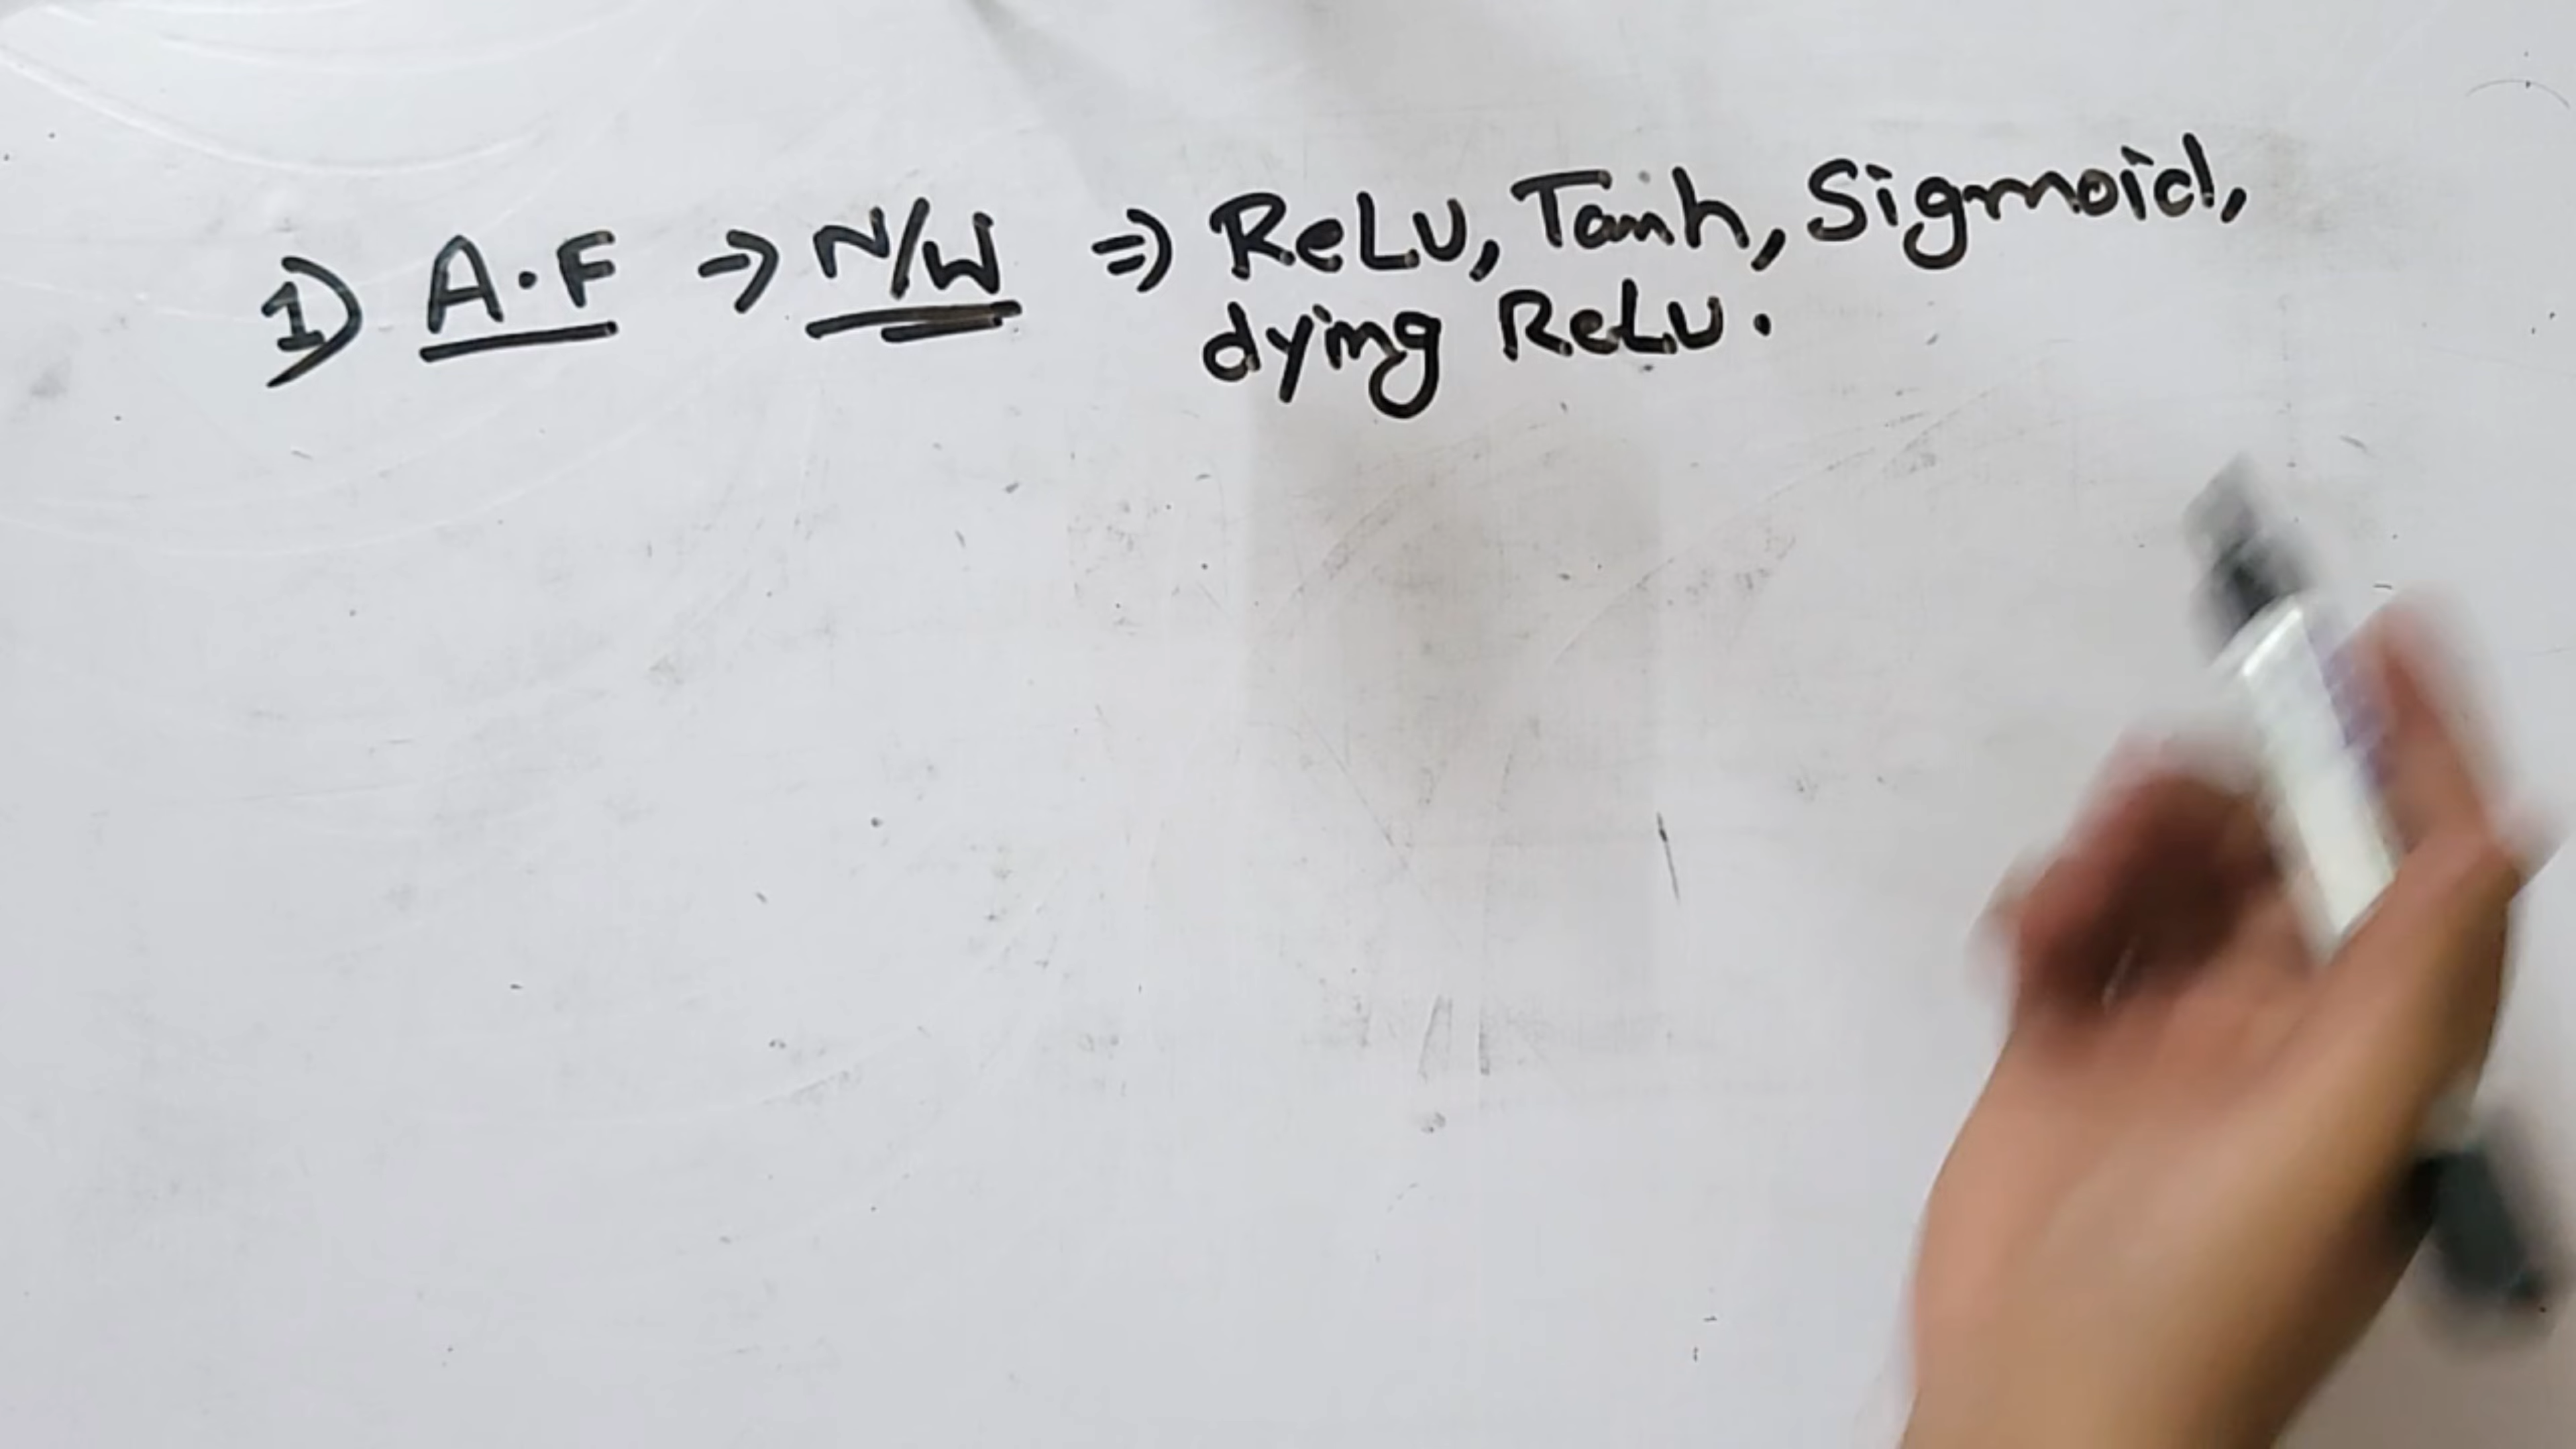 1) A.F → N/W ⇒ ReLU, Tanh, Sigmoid,
dying ReLU.